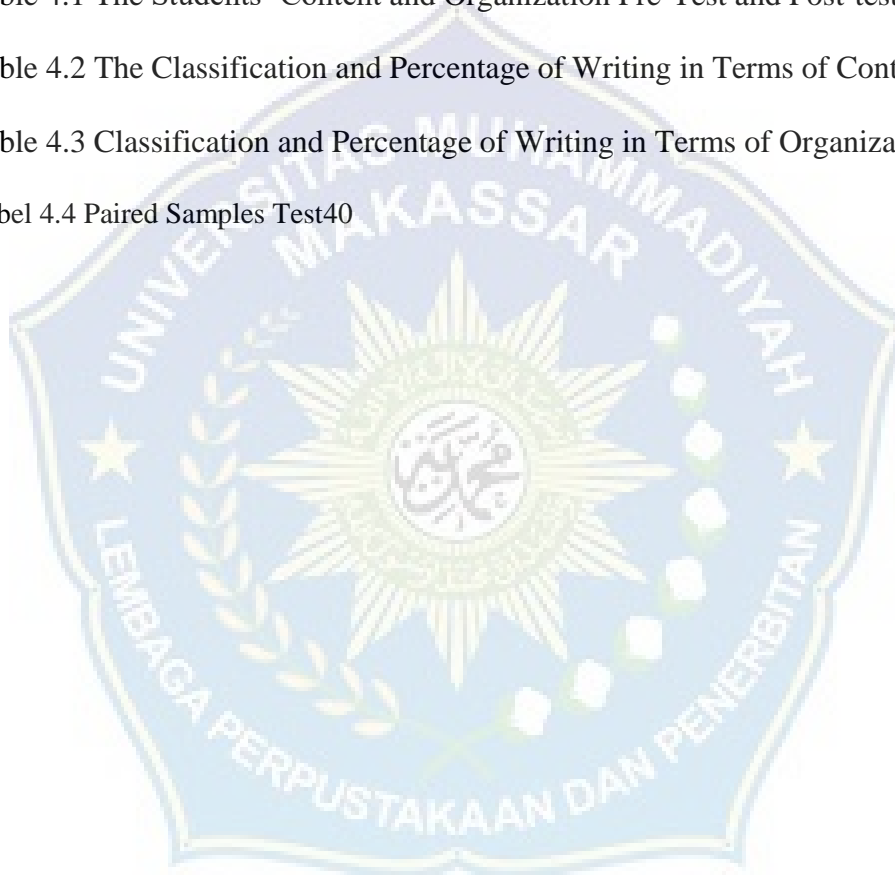 ble 4.1 The Students' Content and Organization Pre-Test and Post-test
ble 4.2 The Classification and Percentage of Writing in Terms of Cont
ble 4.3 Classification and Percentage of Writing in Terms of Organiza
bel 4.4 Paired Samples Test40
UNIVERSITAS MUHAMMADIYAH
MAKASSAR
LEMBAGA PERPUSTAKAAN DAN PENERBITAN